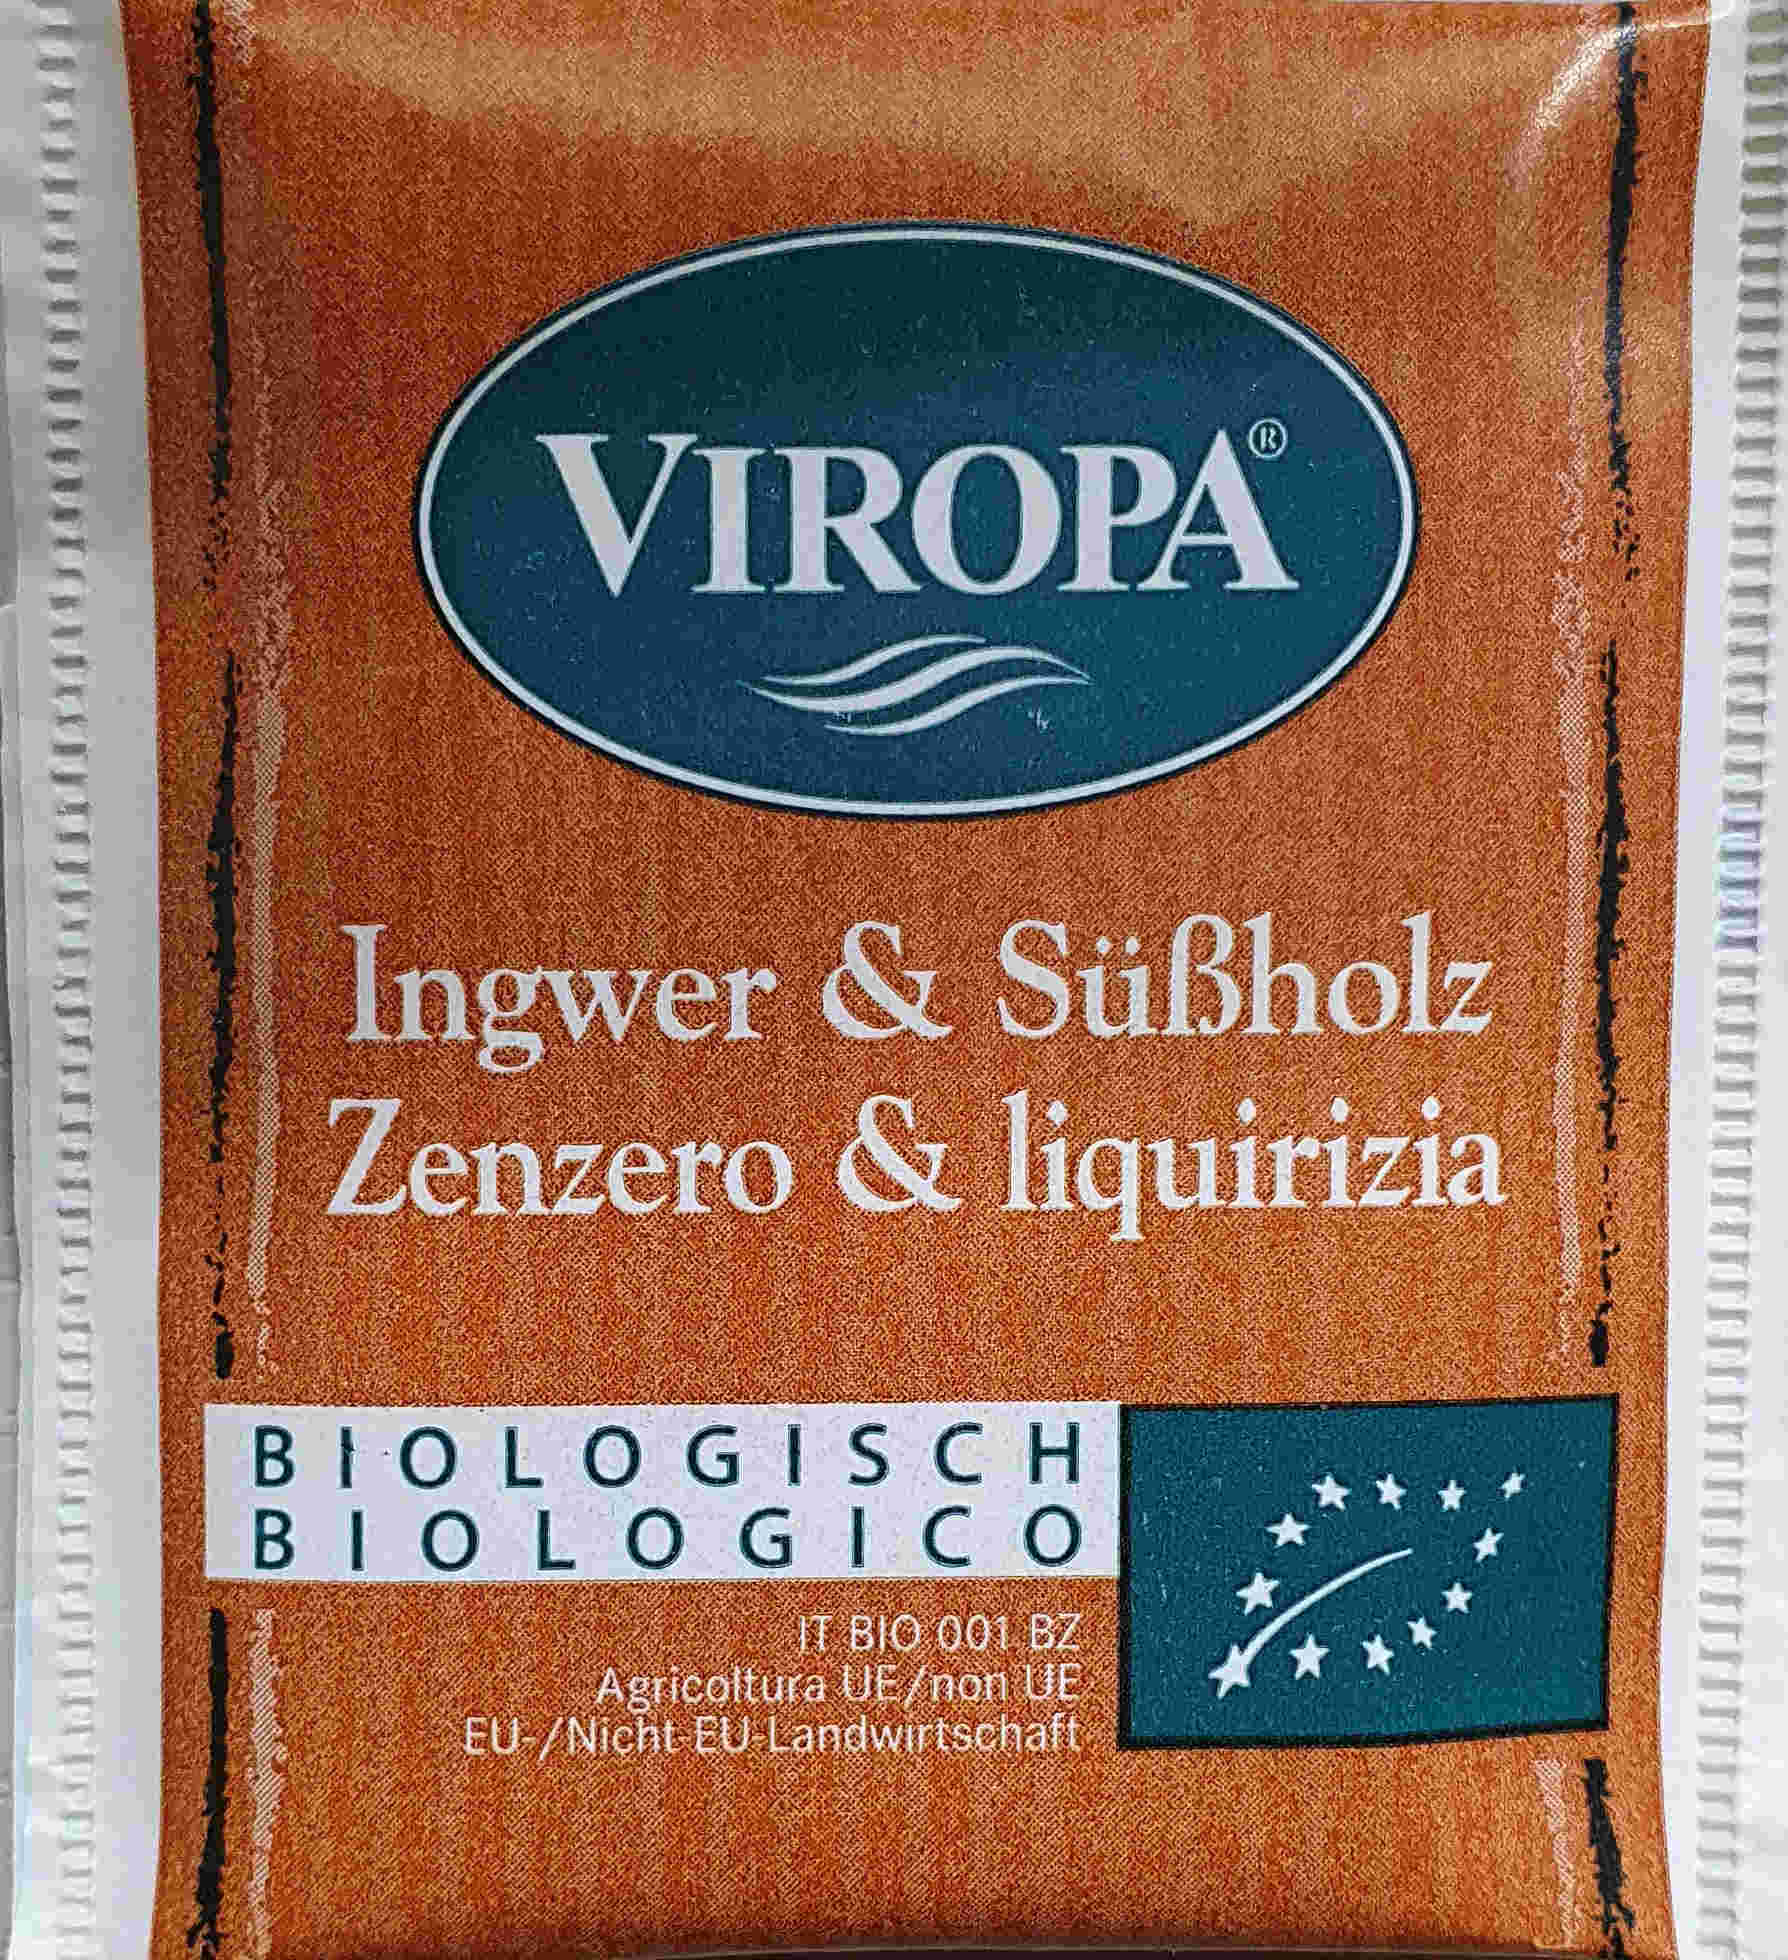 VIROPA®
Ingwer & Süßholz
Zenzero & liquirizia
BIOLOGISCH
BIOLOGICO
IT BIO 001 BZ
Agricoltura UE/non UE
EU-/Nicht-EU-Landwirtschaft